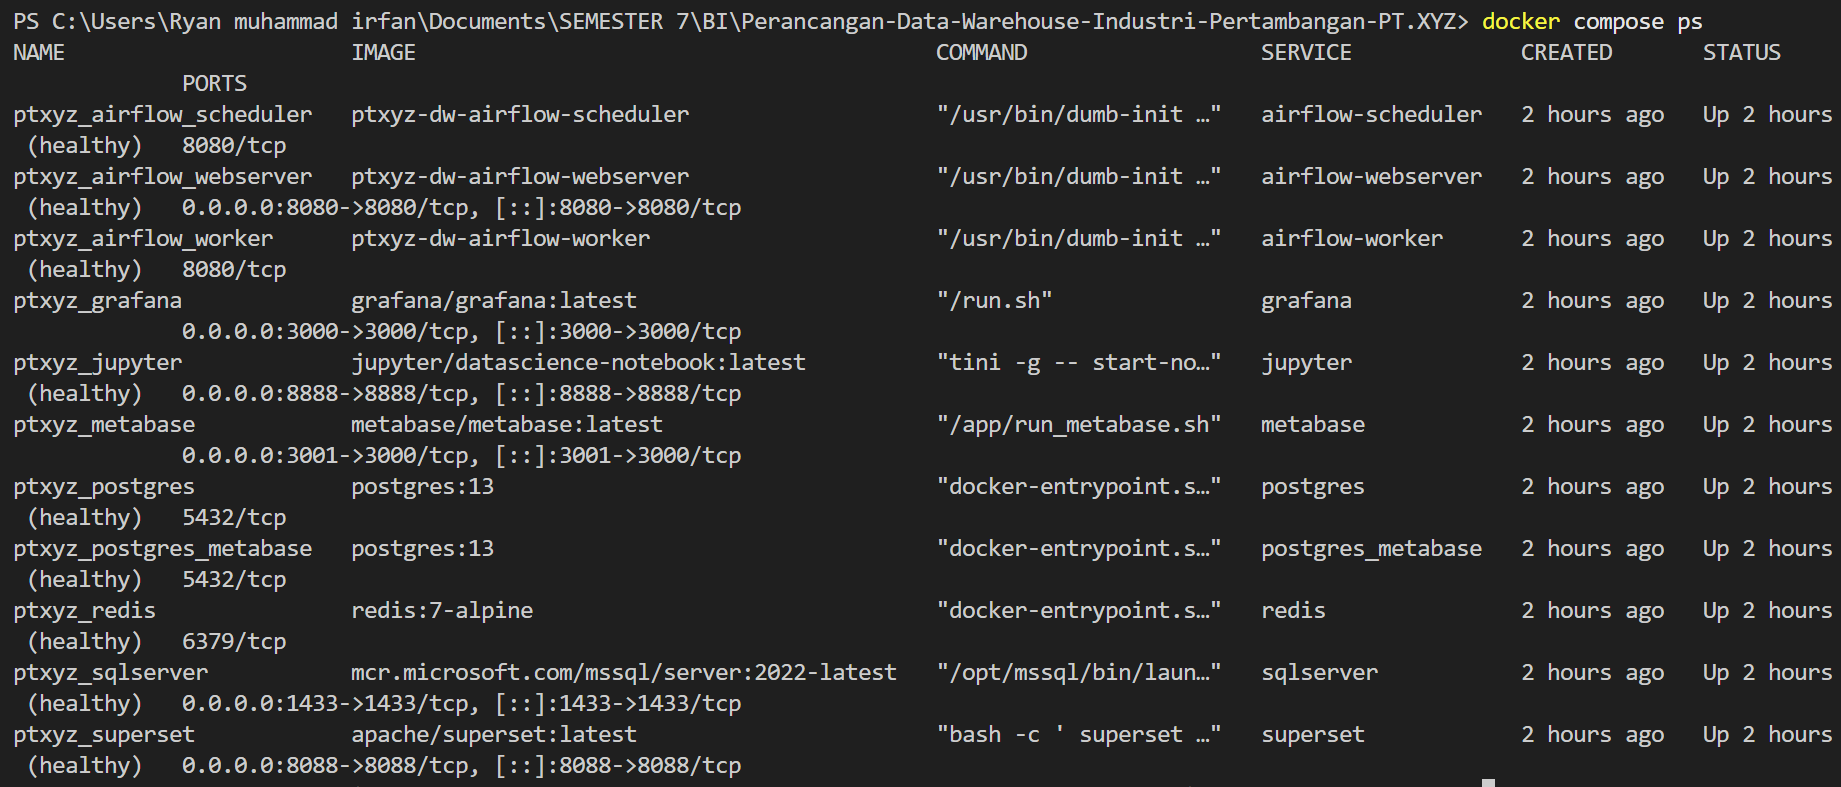 PS C:\Users\Ryan muhammad irfan\Documents\SEMESTER 7\BI\Perancangan-Data-Warehouse-Industri-Pertambangan-PT.XYZ> docker compose ps
NAME                      IMAGE                                        COMMAND                  SERVICE             CREATED       STATUS
             PORTS
ptxyz_airflow_scheduler   ptxyz-dw-airflow-scheduler                   "/usr/bin/dumb-init …"   airflow-scheduler   2 hours ago   Up 2 hours
 (healthy)   8080/tcp
ptxyz_airflow_webserver   ptxyz-dw-airflow-webserver                   "/usr/bin/dumb-init …"   airflow-webserver   2 hours ago   Up 2 hours
 (healthy)   0.0.0.0:8080->8080/tcp, [::]:8080->8080/tcp
ptxyz_airflow_worker      ptxyz-dw-airflow-worker                      "/usr/bin/dumb-init …"   airflow-worker      2 hours ago   Up 2 hours
 (healthy)   8080/tcp
ptxyz_grafana             grafana/grafana:latest                       "/run.sh"                grafana             2 hours ago   Up 2 hours
             0.0.0.0:3000->3000/tcp, [::]:3000->3000/tcp
ptxyz_jupyter             jupyter/datascience-notebook:latest          "tini -g -- start-no…"   jupyter             2 hours ago   Up 2 hours
 (healthy)   0.0.0.0:8888->8888/tcp, [::]:8888->8888/tcp
ptxyz_metabase            metabase/metabase:latest                     "/app/run_metabase.sh"   metabase            2 hours ago   Up 2 hours
             0.0.0.0:3001->3000/tcp, [::]:3001->3000/tcp
ptxyz_postgres            postgres:13                                  "docker-entrypoint.s…"   postgres            2 hours ago   Up 2 hours
 (healthy)   5432/tcp
ptxyz_postgres_metabase   postgres:13                                  "docker-entrypoint.s…"   postgres_metabase   2 hours ago   Up 2 hours
 (healthy)   5432/tcp
ptxyz_redis               redis:7-alpine                               "docker-entrypoint.s…"   redis               2 hours ago   Up 2 hours
 (healthy)   6379/tcp
ptxyz_sqlserver           mcr.microsoft.com/mssql/server:2022-latest   "/opt/mssql/bin/laun…"   sqlserver           2 hours ago   Up 2 hours
 (healthy)   0.0.0.0:1433->1433/tcp, [::]:1433->1433/tcp
ptxyz_superset            apache/superset:latest                       "bash -c ' superset …"   superset            2 hours ago   Up 2 hours
 (healthy)   0.0.0.0:8088->8088/tcp, [::]:8088->8088/tcp